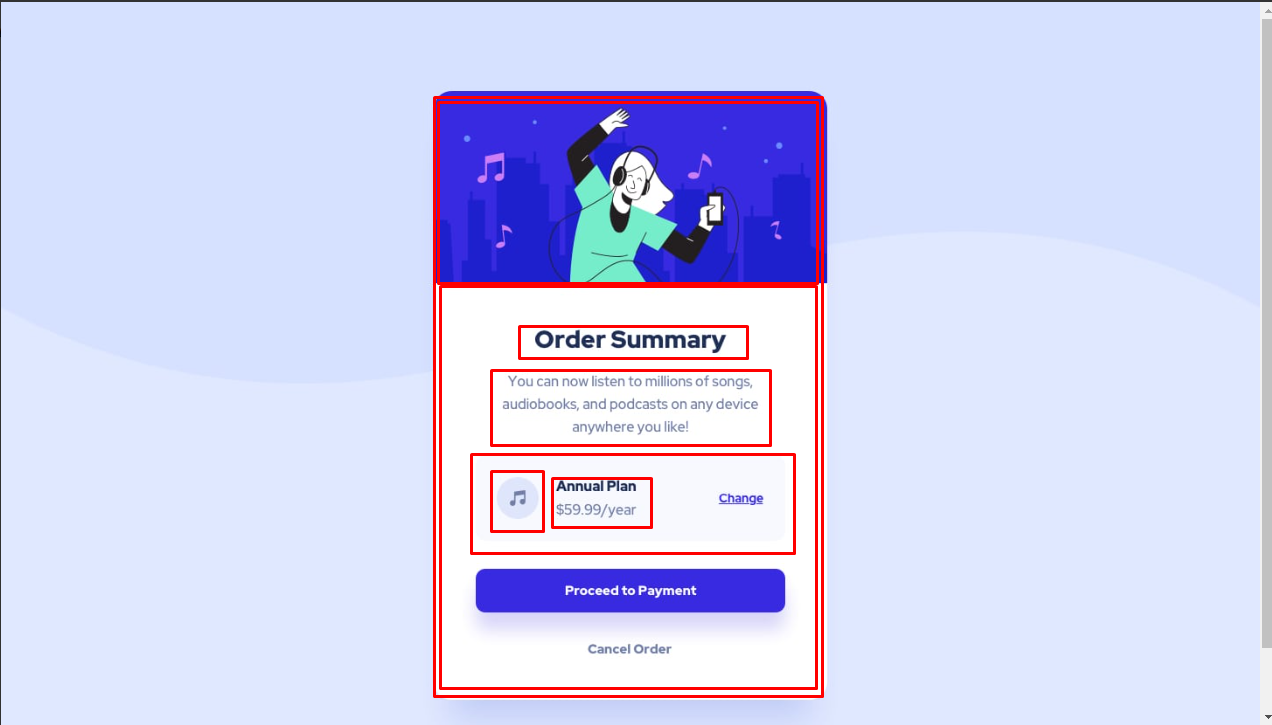 Order Summary
You can now listen to millions of songs,
audiobooks, and podcasts on any device
anywhere you like!
Annual Plan
$59.99/year
Change
Proceed to Payment
Cancel Order